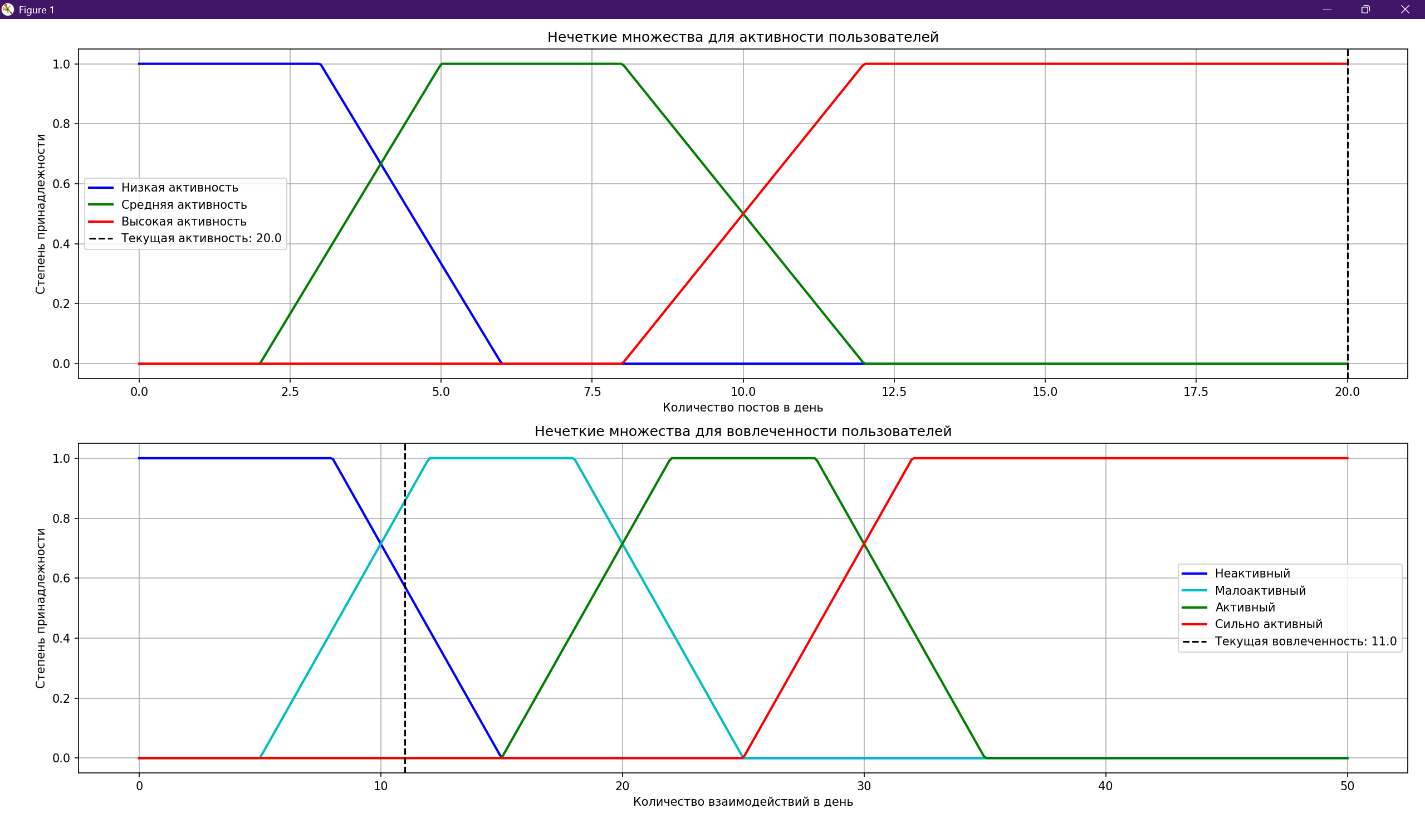 Figure 1
Нечеткие множества для активности пользователей
Степень принадлежности
1.0
0.8
0.6
0.4
0.2
0.0
Низкая активность
Средняя активность
Высокая активность
Текущая активность: 20.0
0.0 2.5 5.0 7.5 10.0 12.5 15.0 17.5 20.0
Количество постов в день
Нечеткие множества для вовлеченности пользователей
Степень принадлежности
1.0
0.8
0.6
0.4
0.2
0.0
Неактивный
Малоактивный
Активный
Сильно активный
Текущая вовлеченность: 11.0
0 10 20 30 40 50
Количество взаимодействий в день